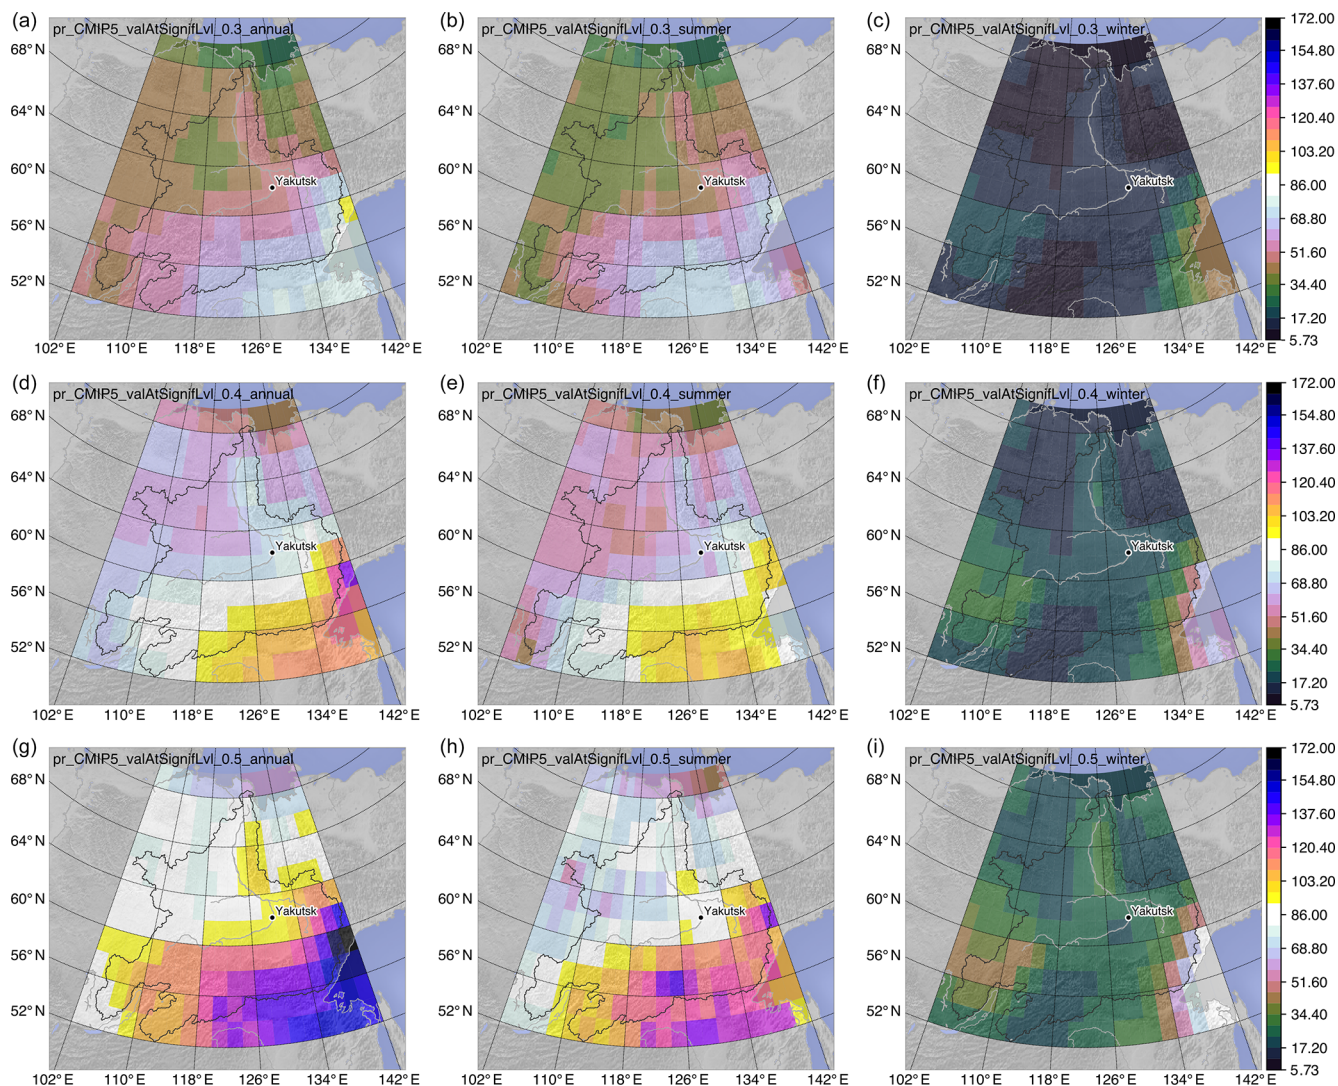 (a) (b) (c)
pr_CMIP5_valAtSignifLvl_0.3_annual pr_CMIP5_valAtSignifLvl_0.3_summer pr_CMIP5_valAtSignifLvl_0.3_winter
68° N 68° N 68° N
64° N 64° N 64° N
60° N 60° N 60° N
56° N 56° N 56° N
52° N 52° N 52° N
Yakutsk Yakutsk Yakutsk
102° E 110° E 118° E 126° E 134° E 142° E 102° E 110° E 118° E 126° E 134° E 142° E 102° E 110° E 118° E 126° E 134° E 142° E
172.00
154.80
137.60
120.40
103.20
86.00
68.80
51.60
34.40
17.20
5.73
(d) (e) (f)
pr_CMIP5_valAtSignifLvl_0.4_annual pr_CMIP5_valAtSignifLvl_0.4_summer pr_CMIP5_valAtSignifLvl_0.4_winter
68° N 68° N 68° N
64° N 64° N 64° N
60° N 60° N 60° N
56° N 56° N 56° N
52° N 52° N 52° N
Yakutsk Yakutsk Yakutsk
102° E 110° E 118° E 126° E 134° E 142° E 102° E 110° E 118° E 126° E 134° E 142° E 102° E 110° E 118° E 126° E 134° E 142° E
172.00
154.80
137.60
120.40
103.20
86.00
68.80
51.60
34.40
17.20
5.73
(g) (h) (i)
pr_CMIP5_valAtSignifLvl_0.5_annual pr_CMIP5_valAtSignifLvl_0.5_summer pr_CMIP5_valAtSignifLvl_0.5_winter
68° N 68° N 68° N
64° N 64° N 64° N
60° N 60° N 60° N
56° N 56° N 56° N
52° N 52° N 52° N
Yakutsk Yakutsk Yakutsk
102° E 110° E 118° E 126° E 134° E 142° E 102° E 110° E 118° E 126° E 134° E 142° E 102° E 110° E 118° E 126° E 134° E 142° E
172.00
154.80
137.60
120.40
103.20
86.00
68.80
51.60
34.40
17.20
5.73